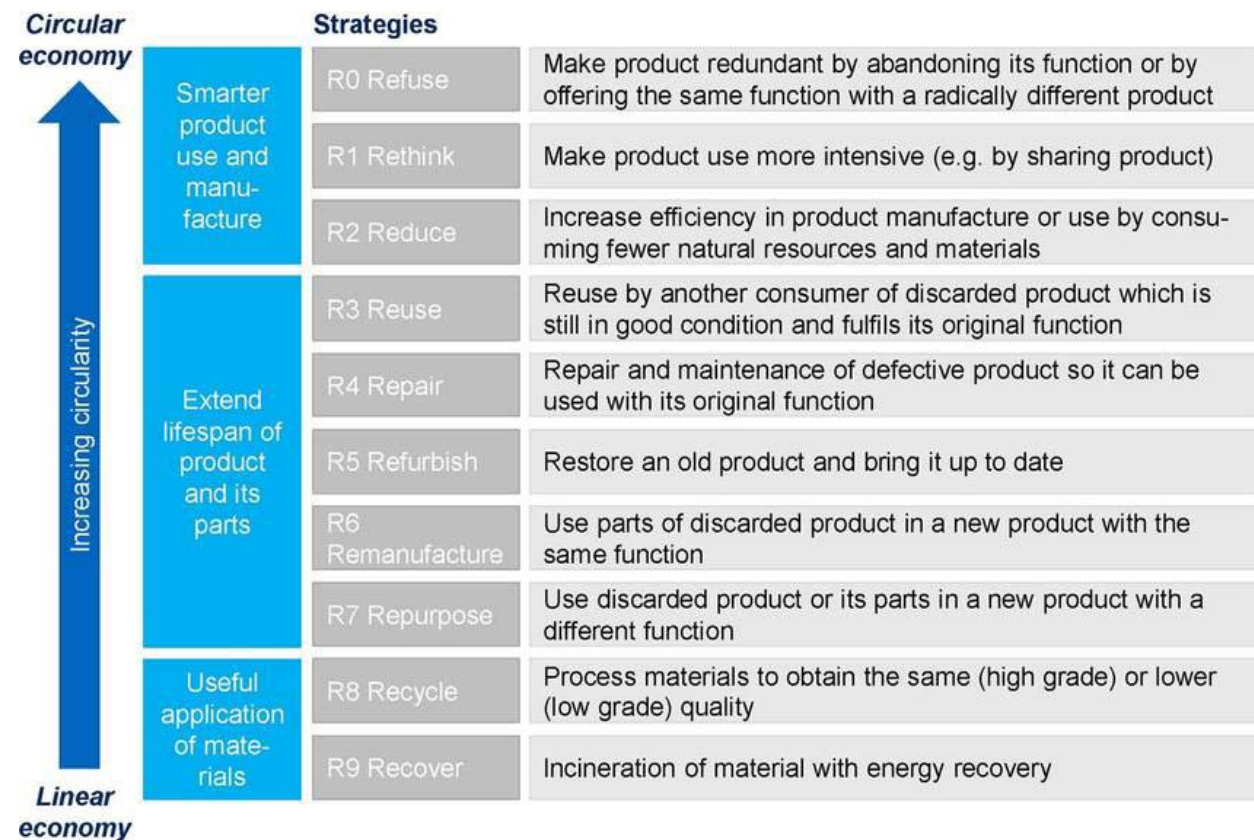 Circular
economy
Strategies
Smarter
product
use and
manu-
facture
R0 Refuse
Make product redundant by abandoning its function or by
offering the same function with a radically different product
R1 Rethink
Make product use more intensive (e.g. by sharing product)
R2 Reduce
Increase efficiency in product manufacture or use by consu-
ming fewer natural resources and materials
Increasing circularity
Extend
lifespan of
product
and its
parts
R3 Reuse
Reuse by another consumer of discarded product which is
still in good condition and fulfils its original function
R4 Repair
Repair and maintenance of defective product so it can be
used with its original function
R5 Refurbish
Restore an old product and bring it up to date
R6
Remanufacture
Use parts of discarded product in a new product with the
same function
R7 Repurpose
Use discarded product or its parts in a new product with a
different function
Useful
application
of mate-
rials
R8 Recycle
Process materials to obtain the same (high grade) or lower
(low grade) quality
R9 Recover
Incineration of material with energy recovery
Linear
economy